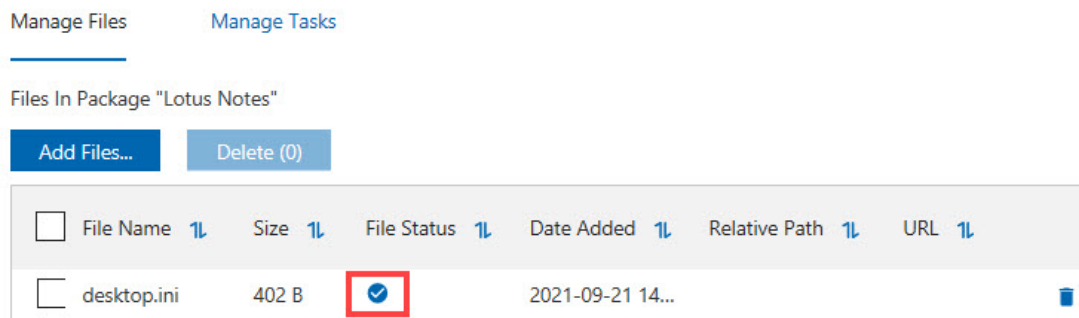 Manage Files Manage Tasks
Files In Package "Lotus Notes"
Add Files... Delete (0)
File Name Size File Status Date Added Relative Path URL
desktop.ini 402 B 2021-09-21 14...